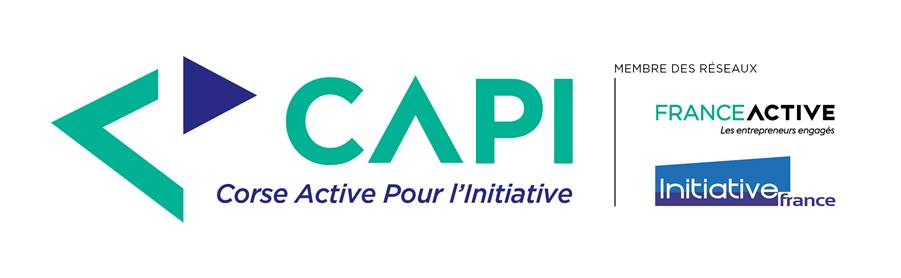 CAPI
Corse Active Pour l'Initiative
MEMBRE DES RÉSEAUX
FRANCEACTIVE
Les entrepreneurs engagés
Initiative
france